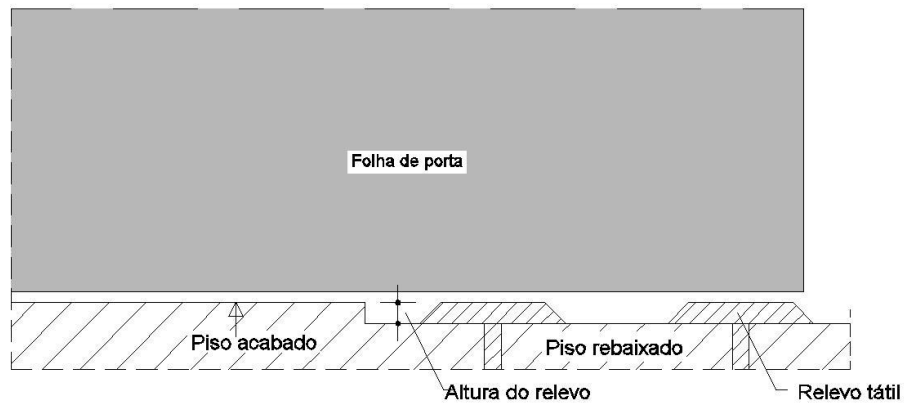 Folha de porta
Piso acabado
Piso rebaixado
Altura do relevo
Relevo tátil